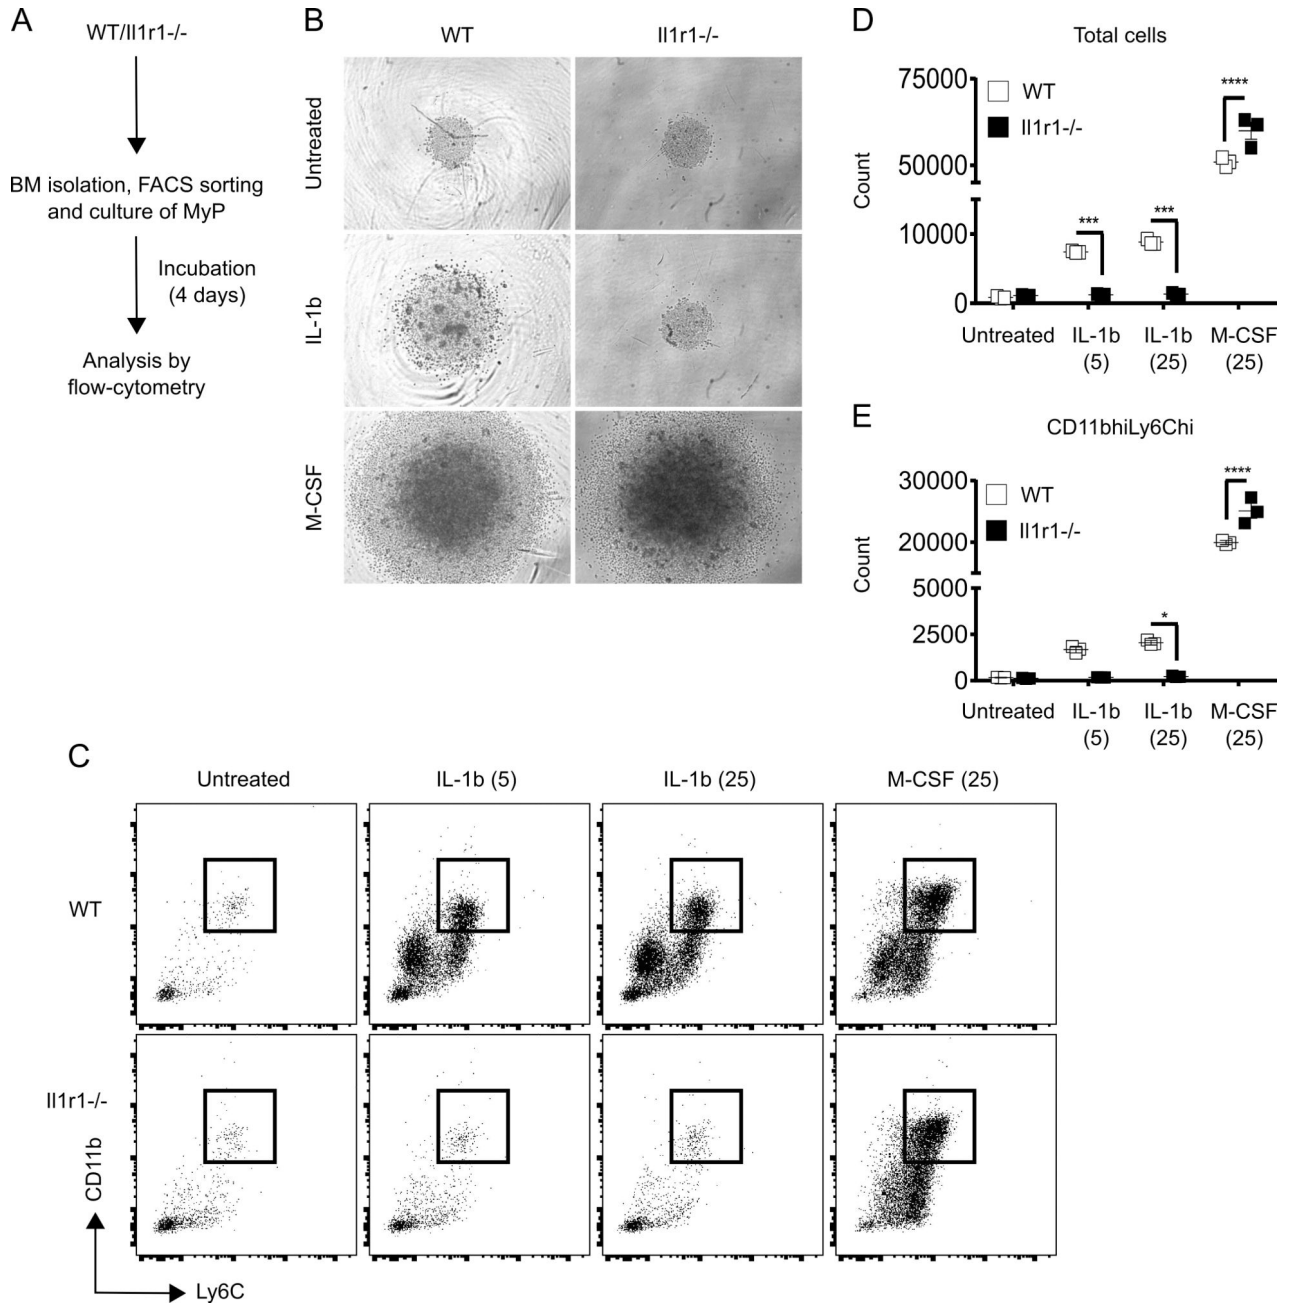 A
WT/Il1r1-/-
BM isolation, FACS sorting
and culture of MyP
Incubation
(4 days)
Analysis by
flow-cytometry
B
WT
Il1r1-/-
Untreated
IL-1b
M-CSF
D
Total cells
Count
75000
50000
10000
0
WT
Il1r1-/-
***
***
****
Untreated
IL-1b
(5)
IL-1b
(25)
M-CSF
(25)
E
CD11bhiLy6Chi
Count
30000
20000
5000
2500
0
WT
Il1r1-/-
*
****
Untreated
IL-1b
(5)
IL-1b
(25)
M-CSF
(25)
C
Untreated
IL-1b (5)
IL-1b (25)
M-CSF (25)
WT
Il1r1-/-
CD11b
Ly6C